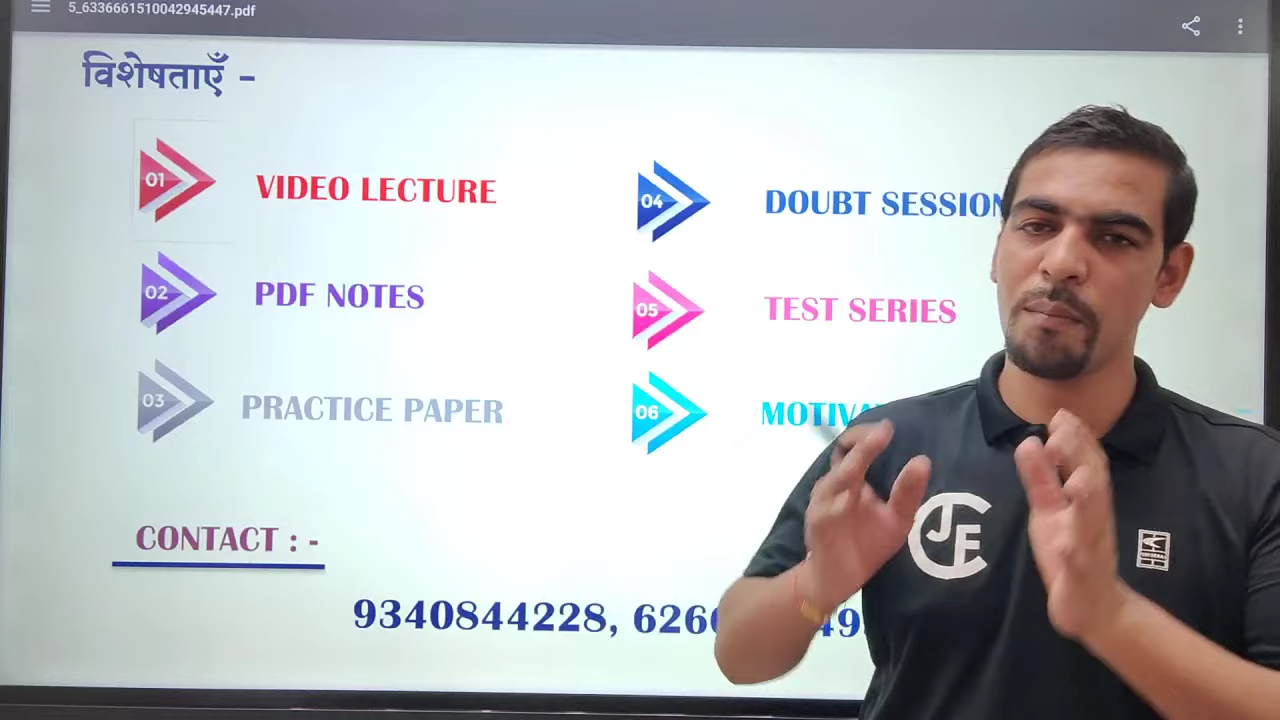 5_6336661510042945447.pdf
विशेषताएँ -
01 VIDEO LECTURE
02 PDF NOTES
03 PRACTICE PAPER
04 DOUBT SESSION
05 TEST SERIES
06
CONTACT : -
9340844228,
CJF